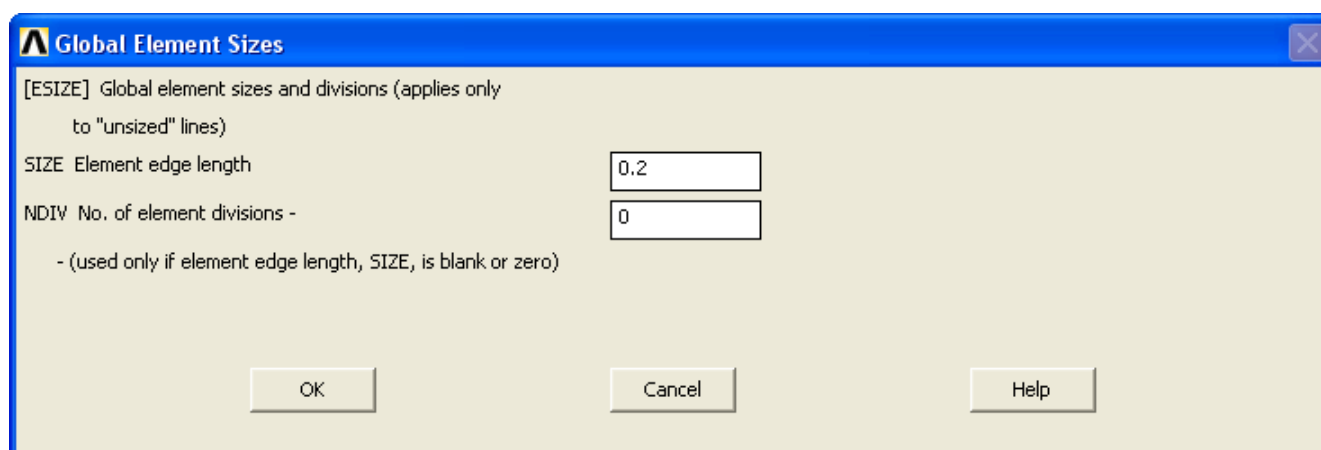 Global Element Sizes
[ESIZE] Global element sizes and divisions (applies only
to "unsized" lines)
SIZE Element edge length
0.2
NDIV No. of element divisions -
0
- (used only if element edge length, SIZE, is blank or zero)
OK
Cancel
Help